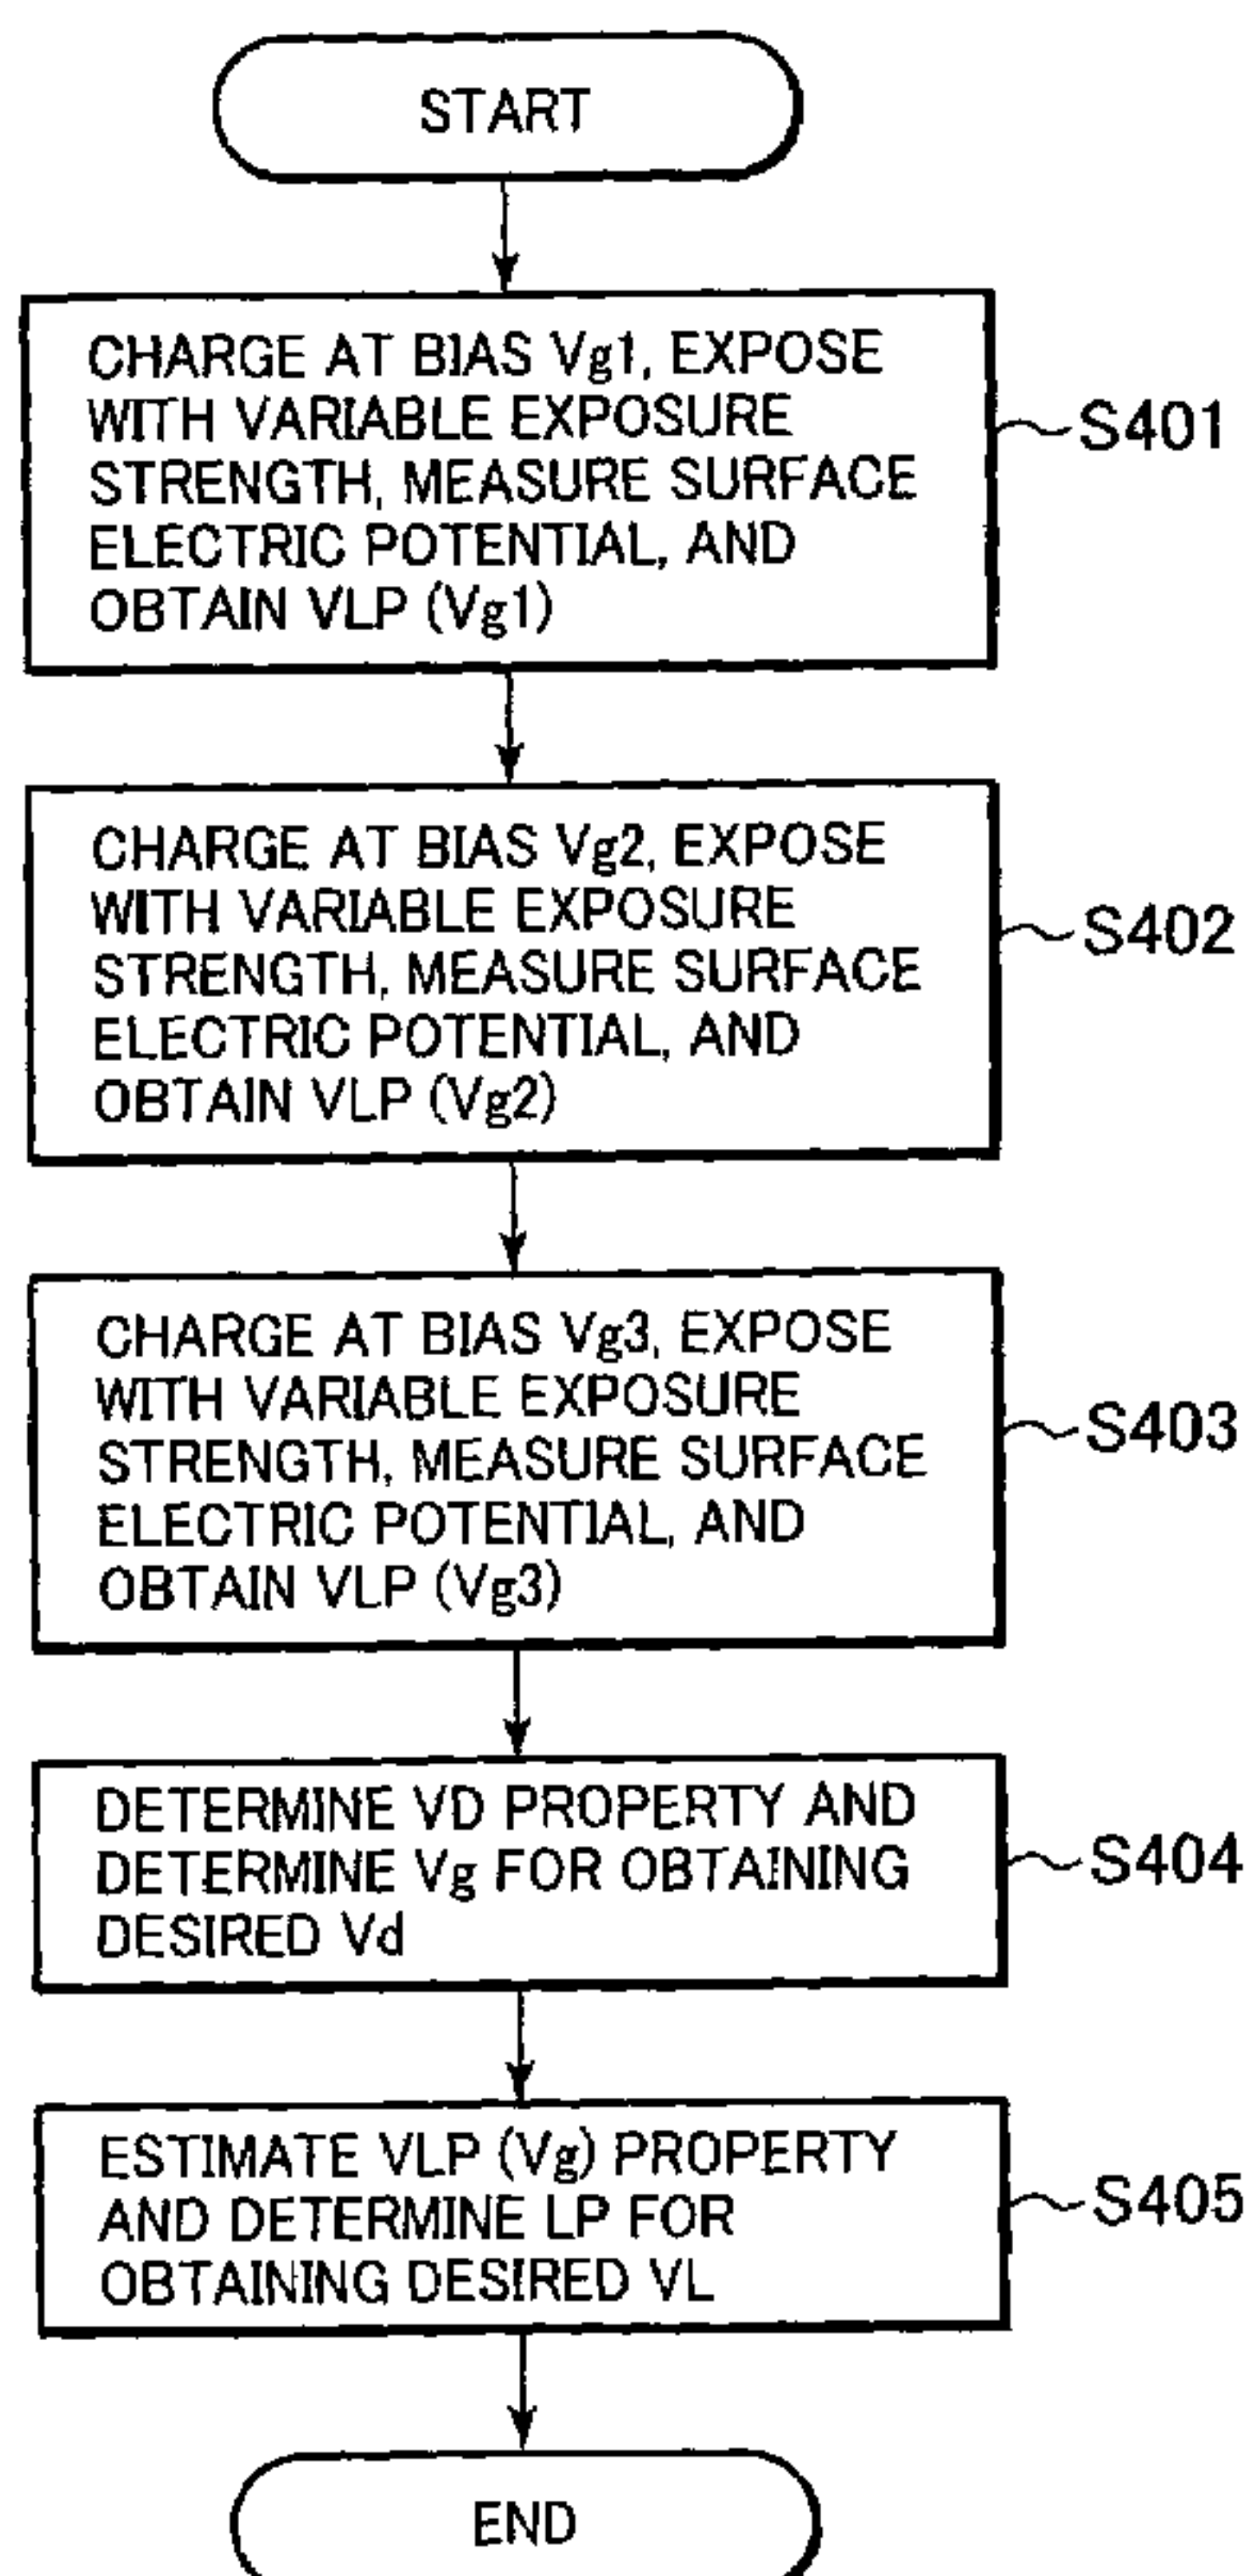 START
CHARGE AT BIAS Vg1, EXPOSE
WITH VARIABLE EXPOSURE
STRENGTH, MEASURE SURFACE
ELECTRIC POTENTIAL, AND
OBTAIN VLP (Vg1)
S401
CHARGE AT BIAS Vg2, EXPOSE
WITH VARIABLE EXPOSURE
STRENGTH, MEASURE SURFACE
ELECTRIC POTENTIAL, AND
OBTAIN VLP (Vg2)
S402
CHARGE AT BIAS Vg3, EXPOSE
WITH VARIABLE EXPOSURE
STRENGTH, MEASURE SURFACE
ELECTRIC POTENTIAL, AND
OBTAIN VLP (Vg3)
S403
DETERMINE VD PROPERTY AND
DETERMINE Vg FOR OBTAINING
DESIRED Vd
S404
ESTIMATE VLP (Vg) PROPERTY
AND DETERMINE LP FOR
OBTAINING DESIRED VL
S405
END